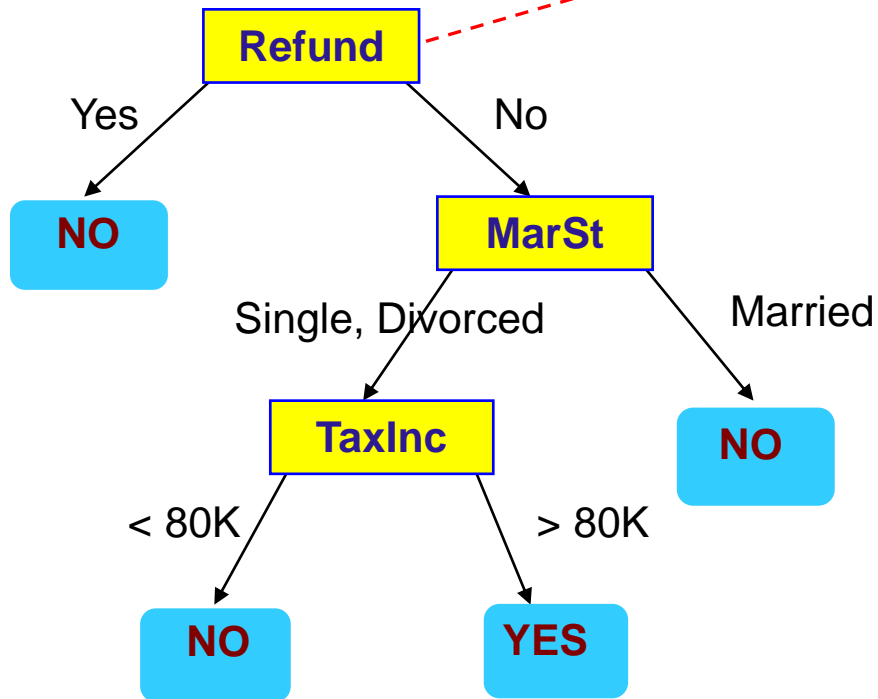 Refund
Yes
No
NO
MarSt
Single, Divorced
Married
TaxInc
NO
< 80K
> 80K
NO
YES